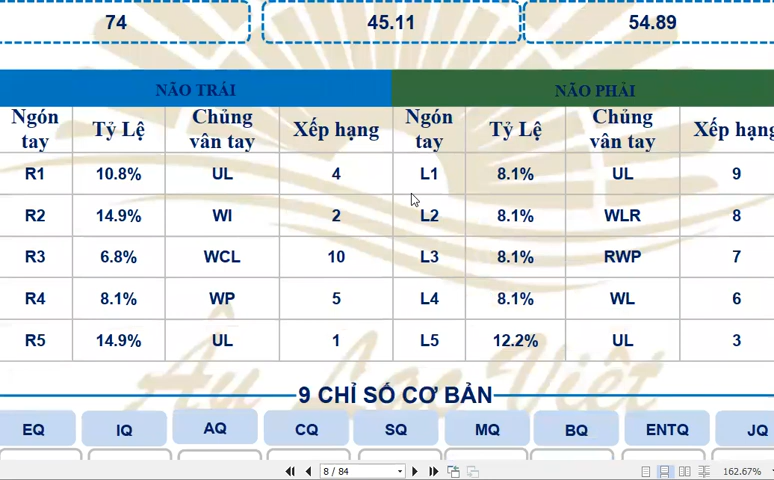 74 45.11 54.89
NÃO TRÁI NÃO PHẢI
Ngón tay Tỷ Lệ Chủng vân tay Xếp hạng Ngón tay Tỷ Lệ Chủng vân tay Xếp hạng
R1 10.8% UL 4 L1 8.1% UL 9
R2 14.9% WI 2 L2 8.1% WLR 8
R3 6.8% WCL 10 L3 8.1% RWP 7
R4 8.1% WP 5 L4 8.1% WL 6
R5 14.9% UL 1 L5 12.2% UL 3
Âu Lạc Việt
9 CHỈ SỐ CƠ BẢN
EQ IQ AQ CQ SQ MQ BQ ENTQ JQ
8 / 84 162.67%